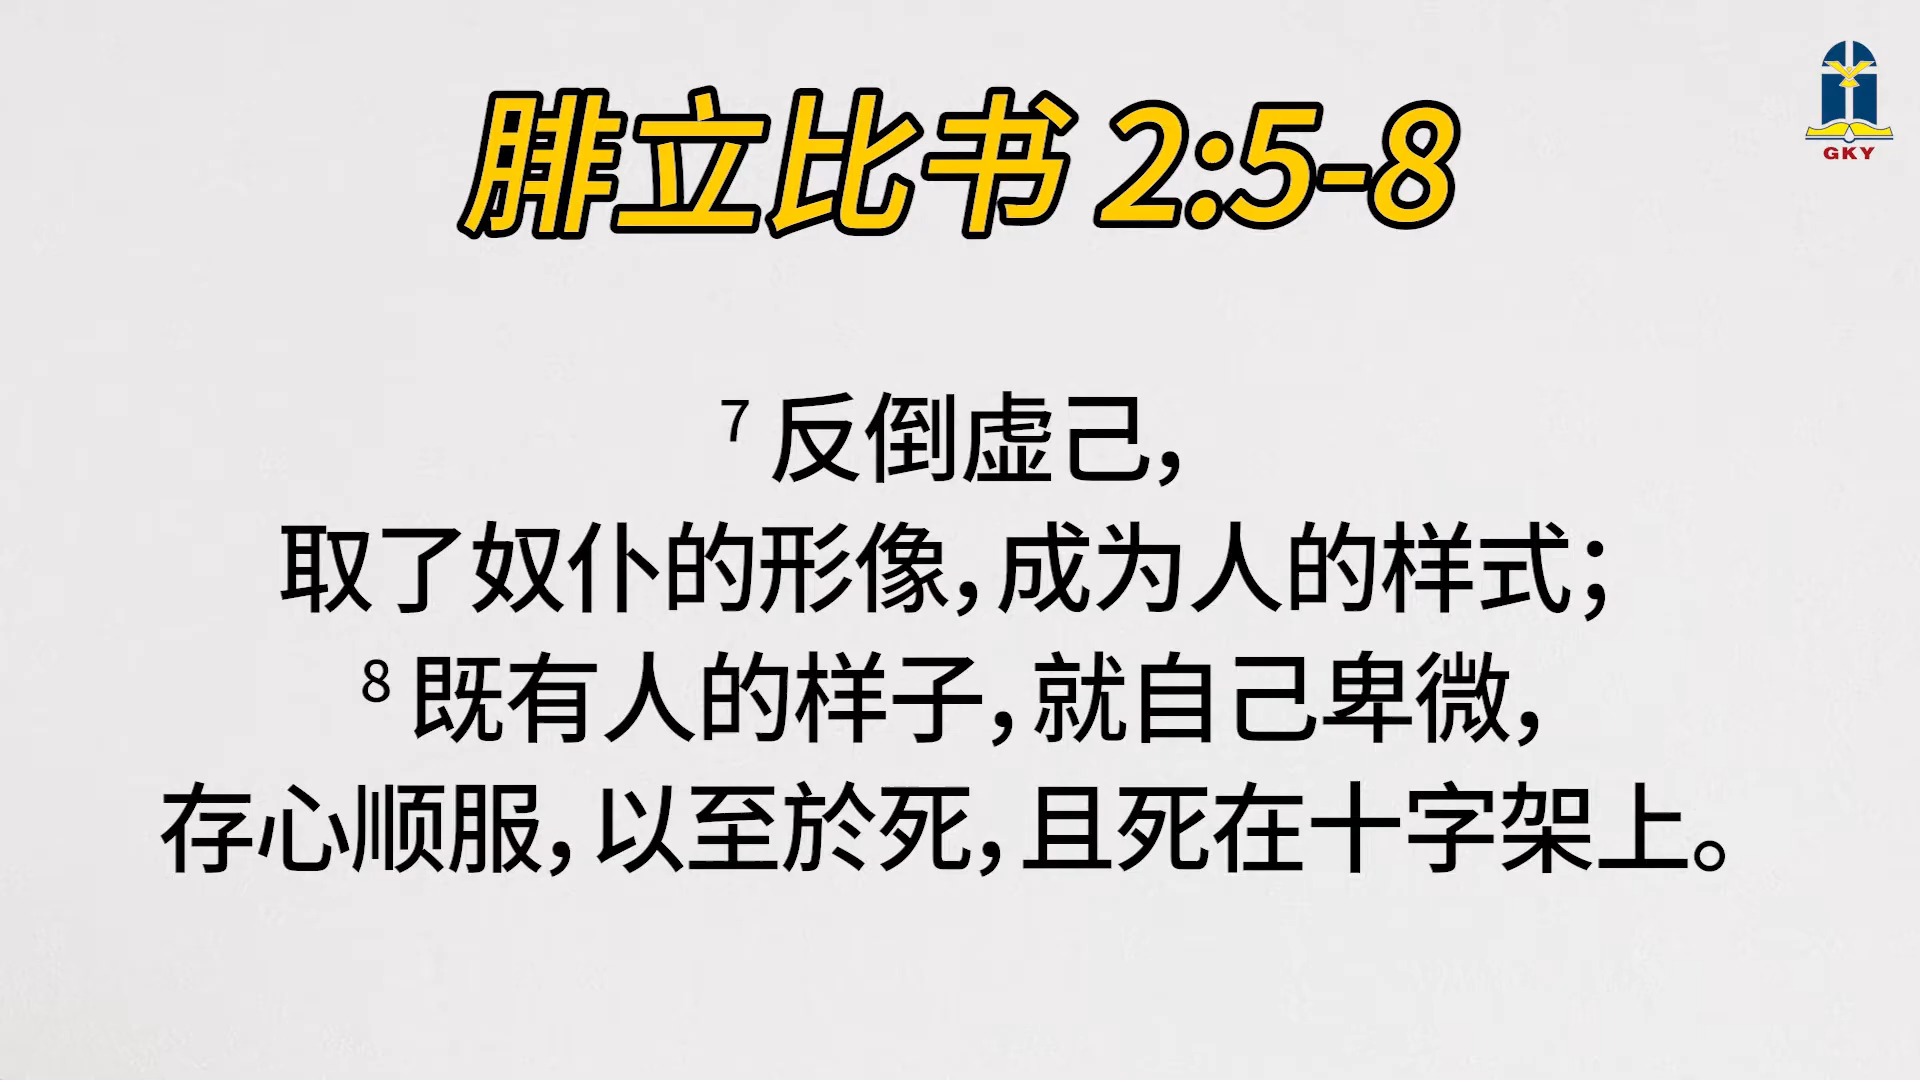 腓立比书 2:5-8
GKY
7 反倒虚己，
取了奴仆的形像，成为人的样式；
8 既有人的样子，就自己卑微，
存心顺服，以至於死，且死在十字架上。